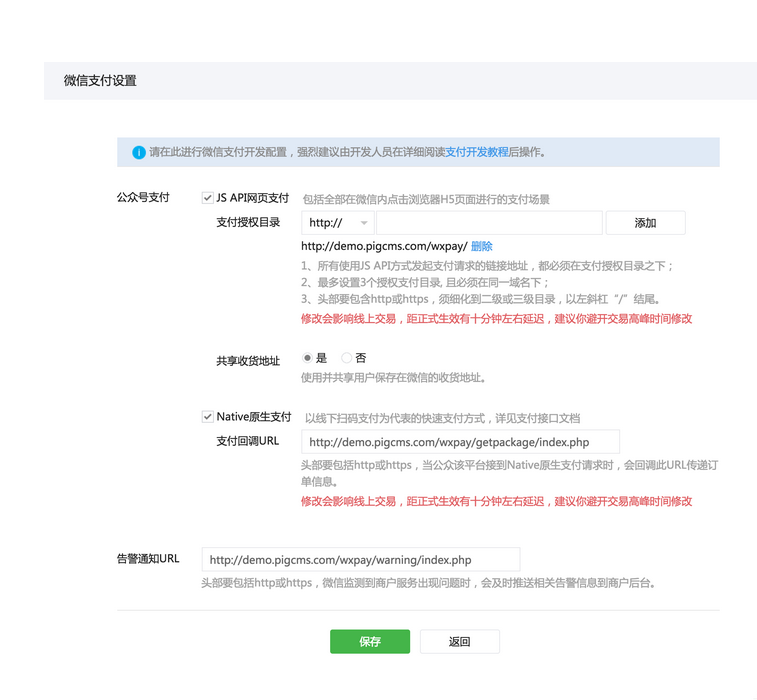 微信支付设置
请在此进行微信支付开发配置，强烈建议由开发人员在详细阅读支付开发教程后操作。
公众号支付 JS API网页支付 包括全部在微信内点击浏览器H5页面进行的支付场景
支付授权目录 http:// 添加
http://demo.pigcms.com/wxpay/ 删除
1、所有使用JS API方式发起支付请求的链接地址，都必须在支付授权目录之下；
2、最多设置3个授权支付目录, 且必须在同一域名下；
3、头部要包含http或https，须细化到二级或三级目录，以左斜杠“/”结尾。
修改会影响线上交易，距正式生效有十分钟左右延迟，建议你避开交易高峰时间修改
共享收货地址 是 否
使用并共享用户保存在微信的收货地址。
Native原生支付 以线下扫码支付为代表的快速支付方式，详见支付接口文档
支付回调URL http://demo.pigcms.com/wxpay/getpackage/index.php
头部要包括http或https，当公众该平台接到Native原生支付请求时，会回调此URL传递订
单信息。
修改会影响线上交易，距正式生效有十分钟左右延迟，建议你避开交易高峰时间修改
告警通知URL http://demo.pigcms.com/wxpay/warning/index.php
头部要包括http或https，微信监测到商户服务出现问题时，会及时推送相关告警信息到商户后台。
保存 返回